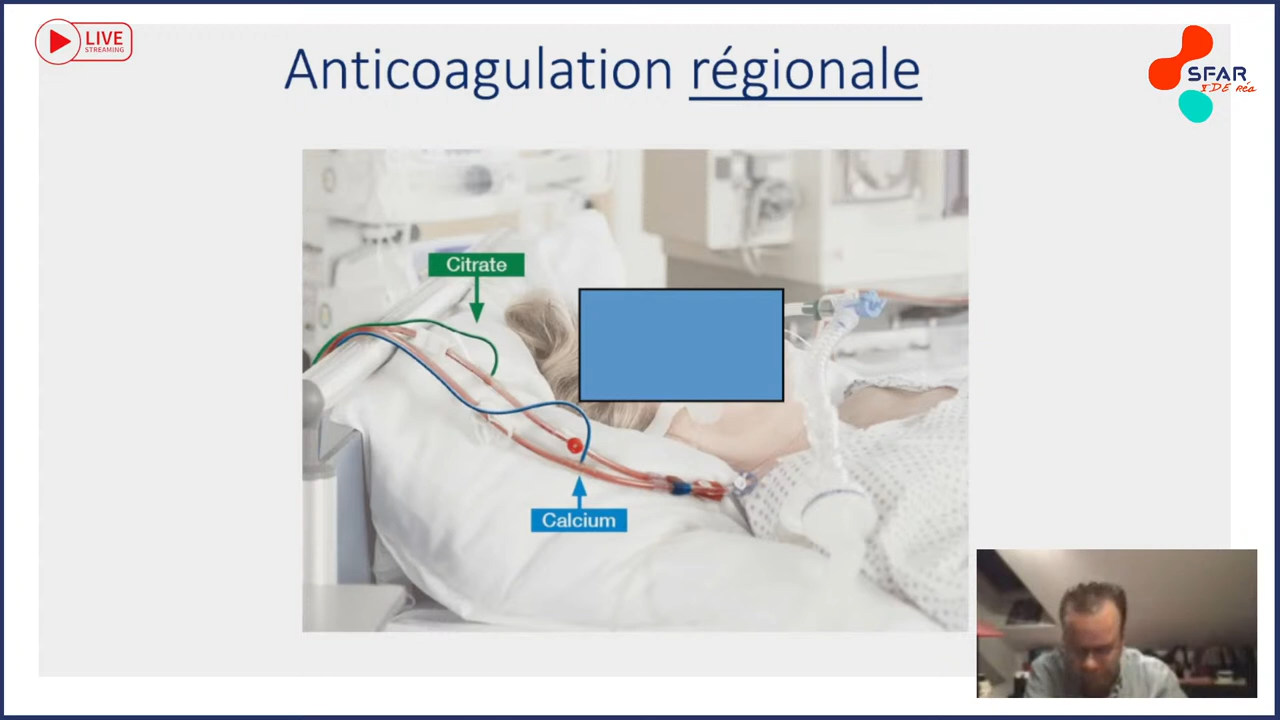 LIVE
STREAMING
Anticoagulation régionale
SFAR
IDE Réa
Citrate
Calcium